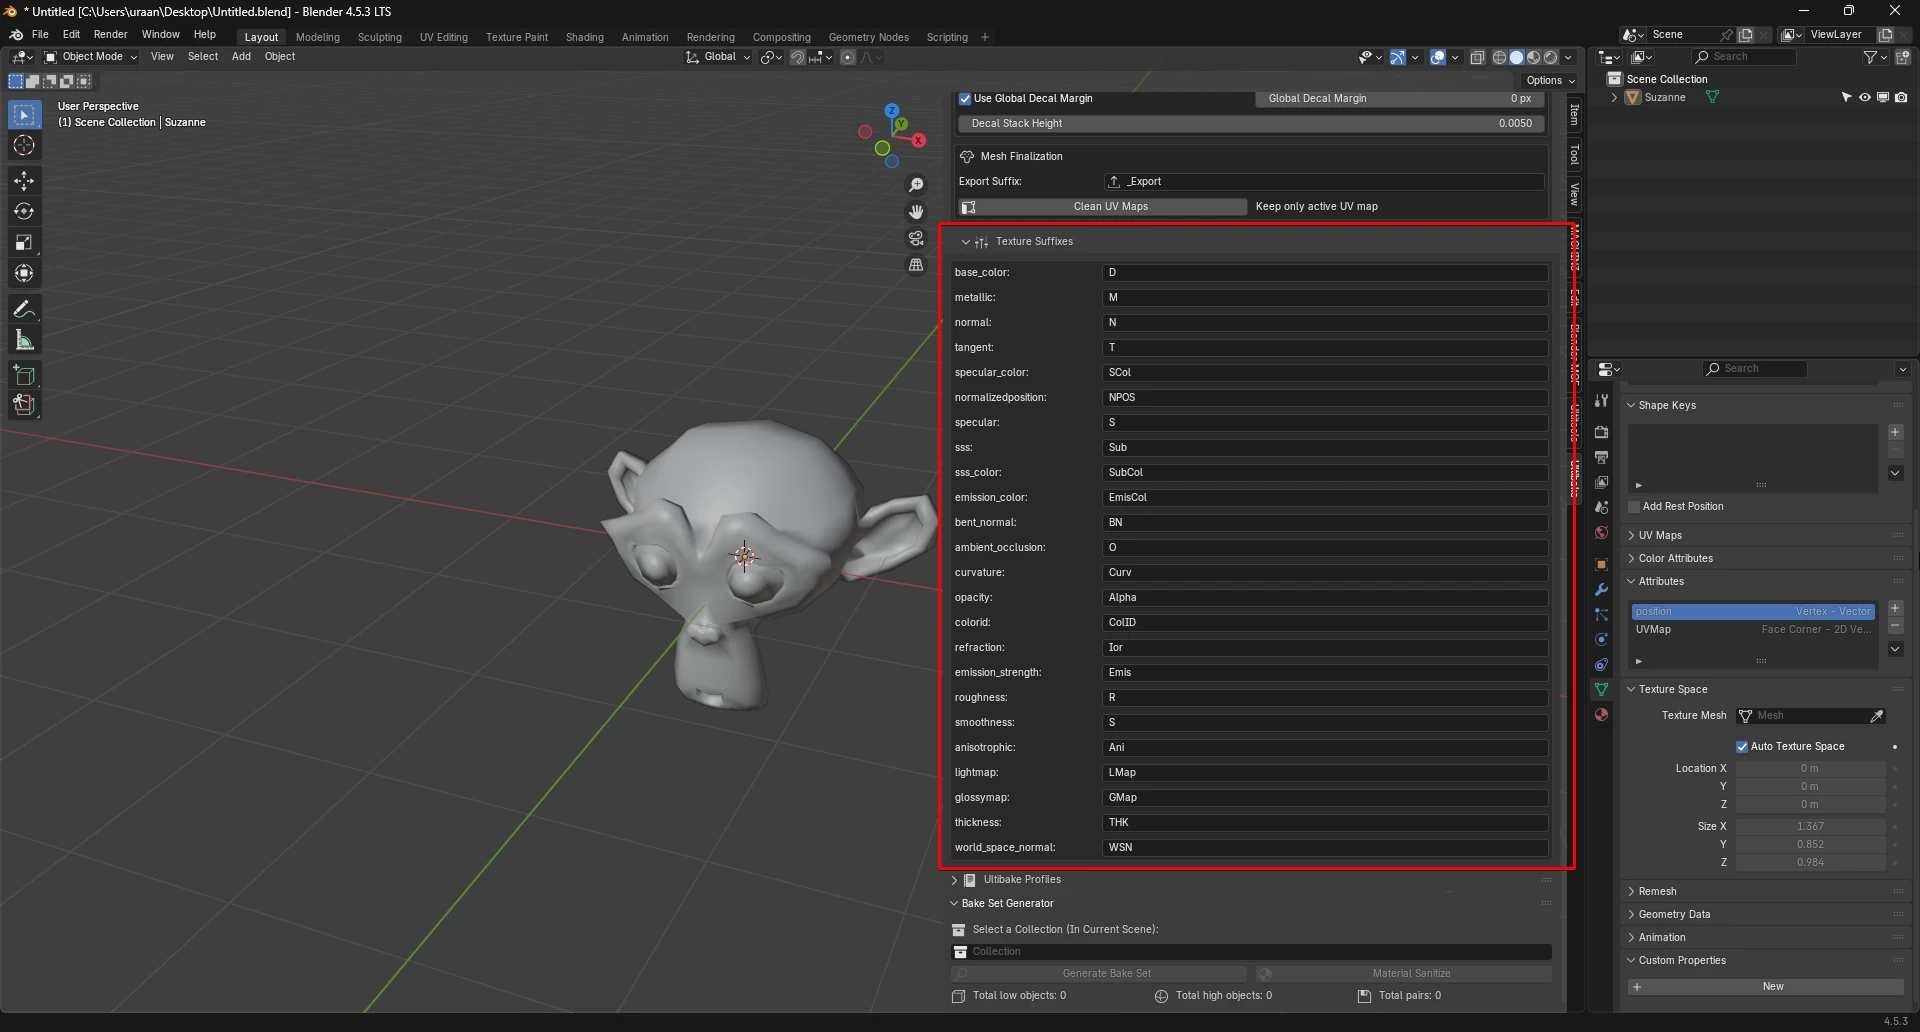 * Untitled [C:\Users\uraan\Desktop\Untitled.blend] - Blender 4.5.3 LTS
File Edit Render Window Help Layout Modeling Sculpting UV Editing Texture Paint Shading Animation Rendering Compositing Geometry Nodes Scripting + Scene ViewLayer
Object Mode View Select Add Object Global Search
Options
User Perspective
(1) Scene Collection | Suzanne
Z
Y
X
Use Global Decal Margin Global Decal Margin 0 px
Decal Stack Height 0.0050
Mesh Finalization
Export Suffix: _Export
Clean UV Maps Keep only active UV map
Texture Suffixes
base_color: D
metallic: M
normal: N
tangent: T
specular_color: SCol
normalizedposition: NPOS
specular: S
sss: Sub
sss_color: SubCol
emission_color: EmisCol
bent_normal: BN
ambient_occlusion: O
curvature: Curv
opacity: Alpha
colorid: ColID
refraction: Ior
emission_strength: Emis
roughness: R
smoothness: S
anisotrophic: Ani
lightmap: LMap
glossymap: GMap
thickness: THK
world_space_normal: WSN
Ultibake Profiles
Bake Set Generator
Select a Collection (In Current Scene):
Collection
Generate Bake Set Material Sanitize
Total low objects: 0 Total high objects: 0 Total pairs: 0
Item
Tool
View
Scene Collection
Suzanne
Search
Shape Keys
Add Rest Position
UV Maps
Color Attributes
Attributes
position Vertex - Vector
UVMap Face Corner - 2D Ve...
Texture Space
Texture Mesh Mesh
Auto Texture Space
Location X 0 m
Y 0 m
Z 0 m
Size X 1.367
Y 0.852
Z 0.984
Remesh
Geometry Data
Animation
Custom Properties
+ New
4.5.3